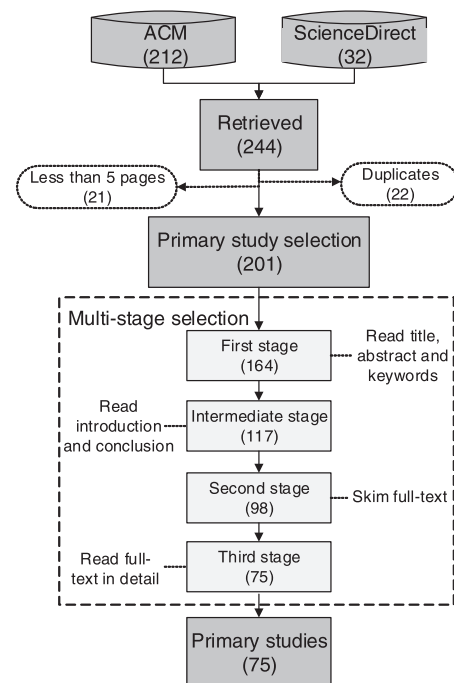 ACM
(212)
ScienceDirect
(32)
Retrieved
(244)
Less than 5 pages
(21)
Duplicates
(22)
Primary study selection
(201)
Multi-stage selection
First stage
(164)
Read title,
abstract and
keywords
Read
introduction
and conclusion
Intermediate stage
(117)
Second stage
(98)
Skim full-text
Read full-
text in detail
Third stage
(75)
Primary studies
(75)